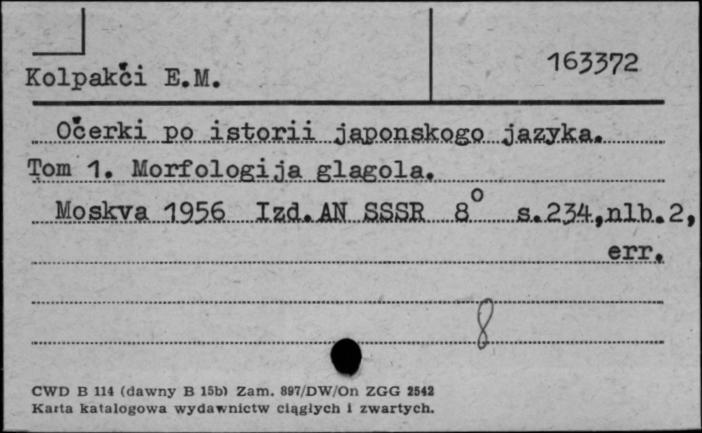 163372
Kolpakči E.M.
Očerki po istorii japonskogo jazyka.
Tom 1. Morfologija glagola.
Moskva 1956 Izd.AN SSSR 8° s.234,nlb.2,
err.
8
CWD B 114 (dawny B 15b) Zam. 897/DW/On ZGG 2542
Karta katalogowa wydawnictw ciągłych i zwartych.